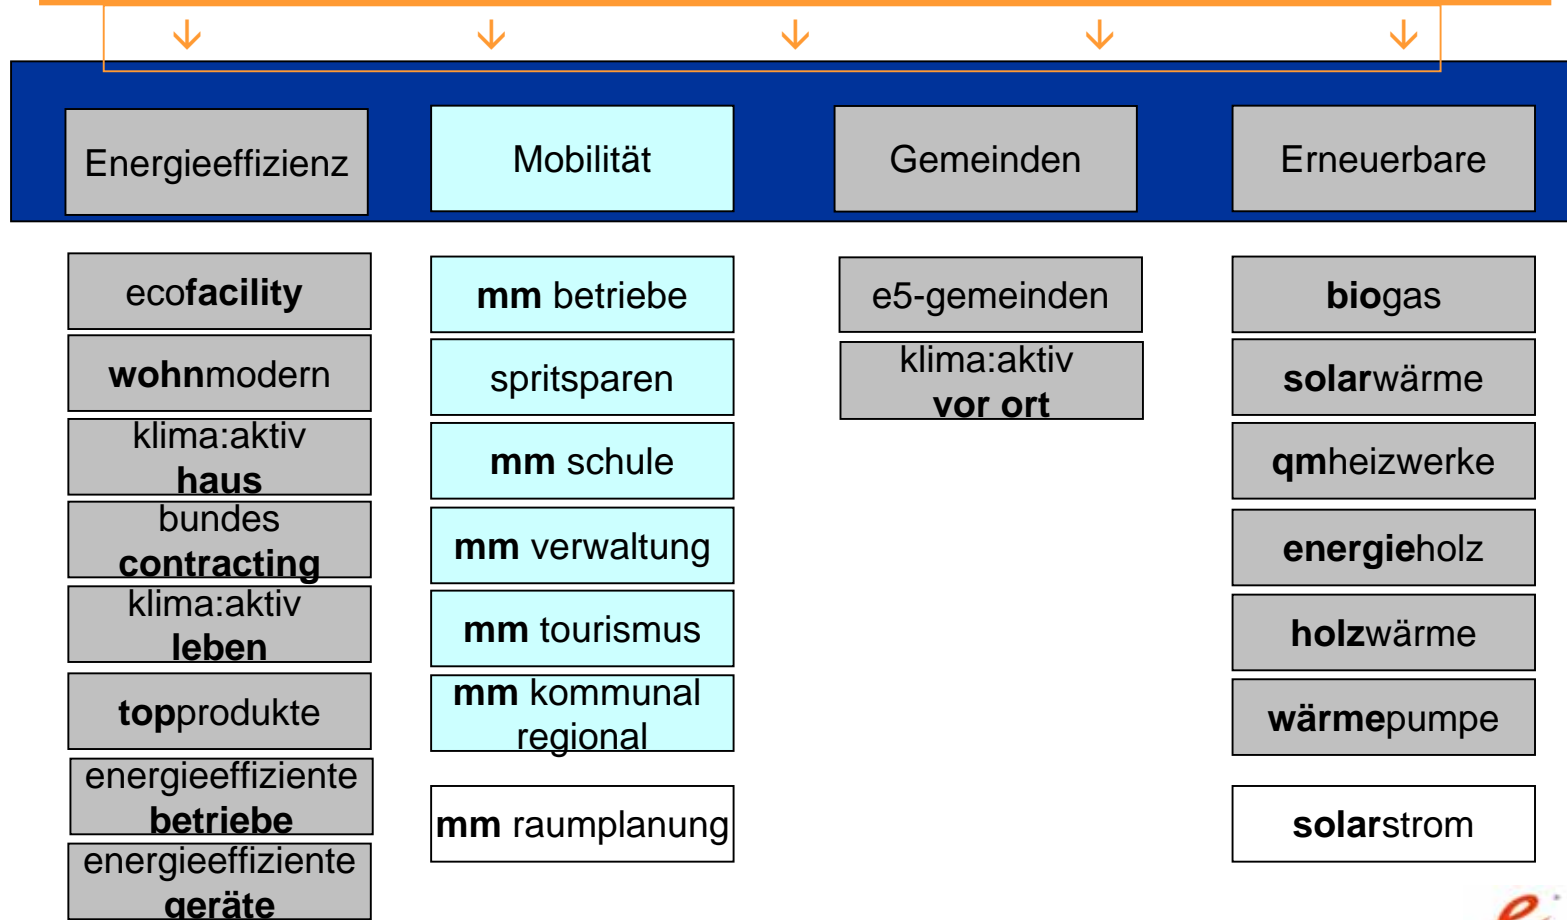 Energieeffizienz
Mobilität
Gemeinden
Erneuerbare
ecofacility
wohnmodern
klima:aktiv
haus
bundes
contracting
klima:aktiv
leben
topprodukte
energieeffiziente
betriebe
energieeffiziente
geräte
mm betriebe
spritsparen
mm schule
mm verwaltung
mm tourismus
mm kommunal
regional
mm raumplanung
e5-gemeinden
klima:aktiv
vor ort
biogas
solarwärme
qmheizwerke
energieholz
holzwärme
wärmepumpe
solarstrom